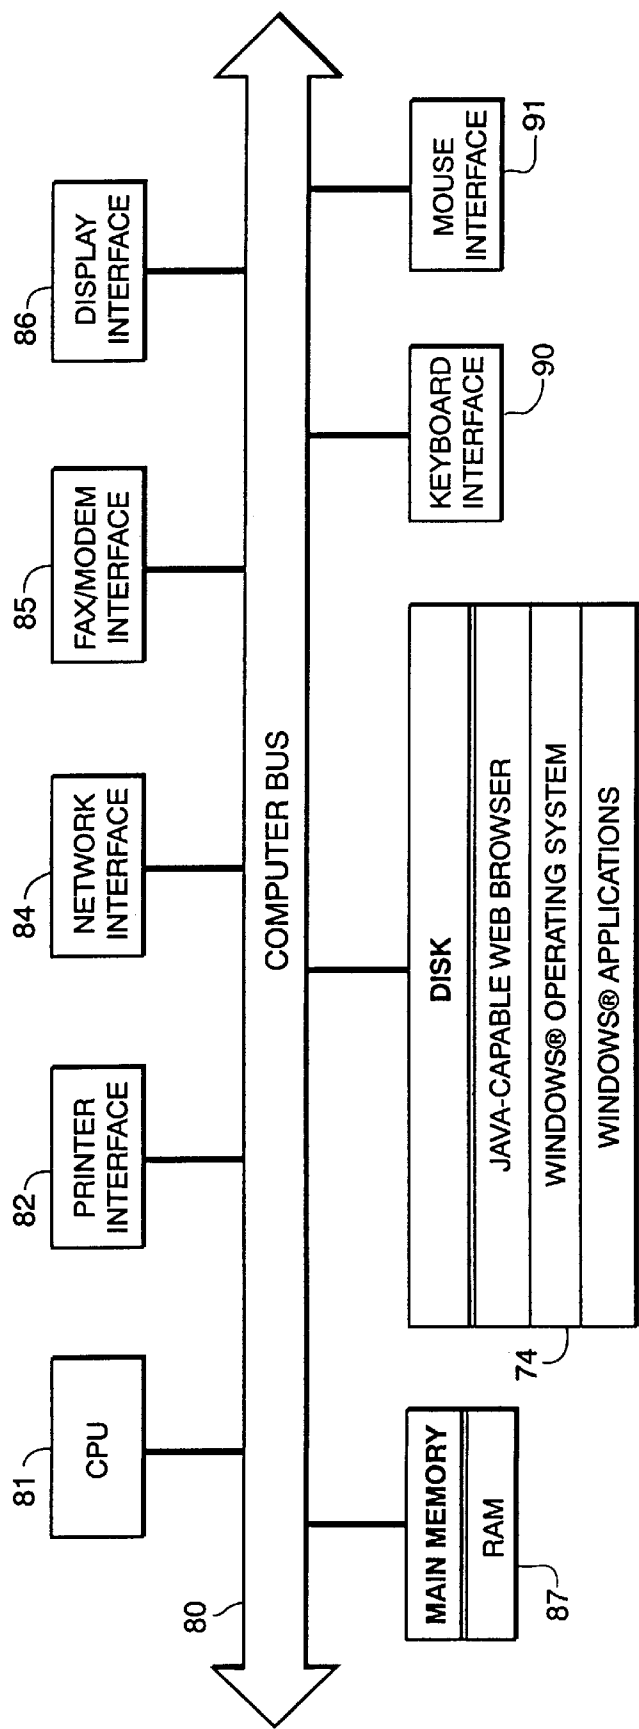 81
CPU
82
PRINTER
INTERFACE
84
NETWORK
INTERFACE
85
FAX/MODEM
INTERFACE
86
DISPLAY
INTERFACE
80
COMPUTER BUS
MAIN MEMORY
RAM
87
DISK
JAVA-CAPABLE WEB BROWSER
WINDOWS® OPERATING SYSTEM
WINDOWS® APPLICATIONS
74
KEYBOARD
INTERFACE
90
MOUSE
INTERFACE
91